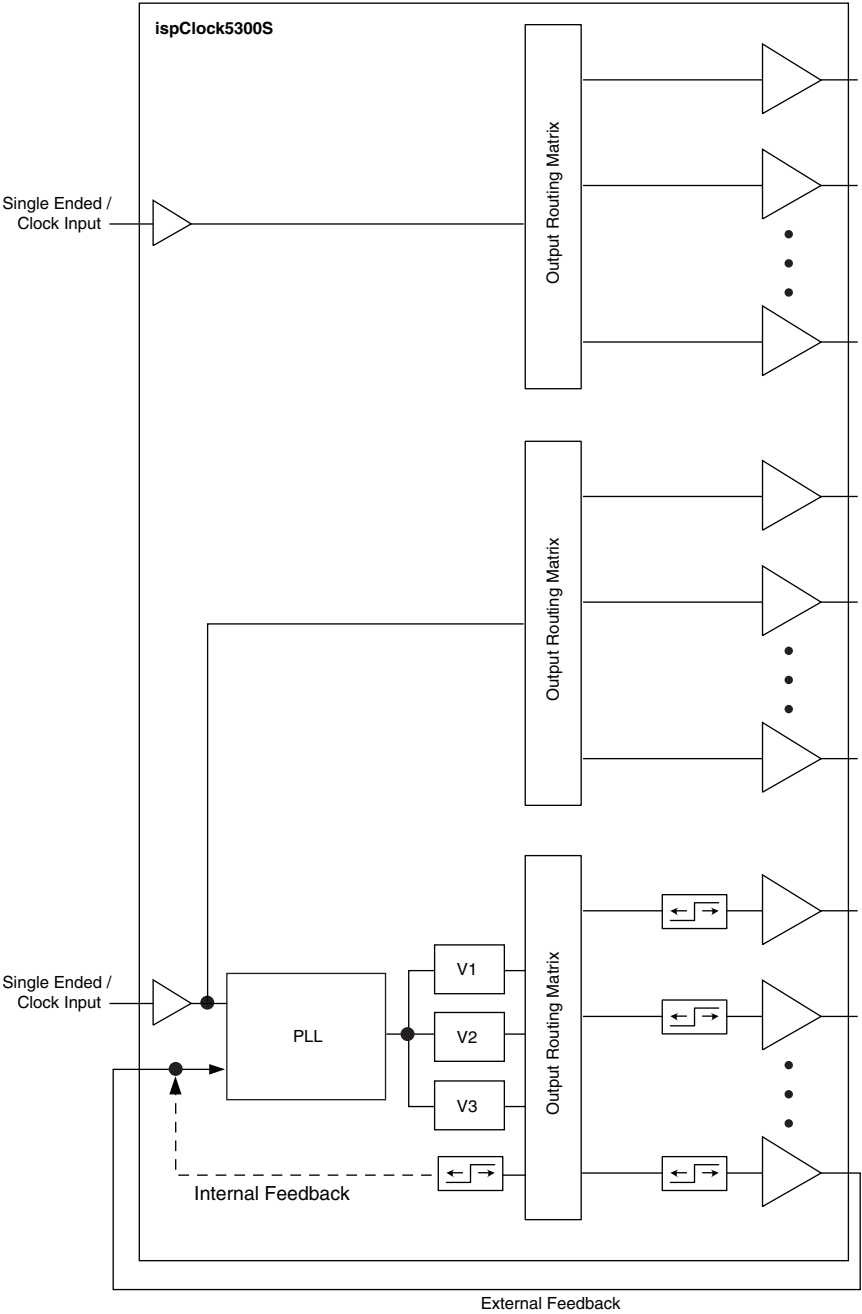 ispClock5300S
Single Ended /
Clock Input
Output Routing Matrix
Output Routing Matrix
Single Ended /
Clock Input
PLL
V1
V2
V3
Output Routing Matrix
Internal Feedback
External Feedback